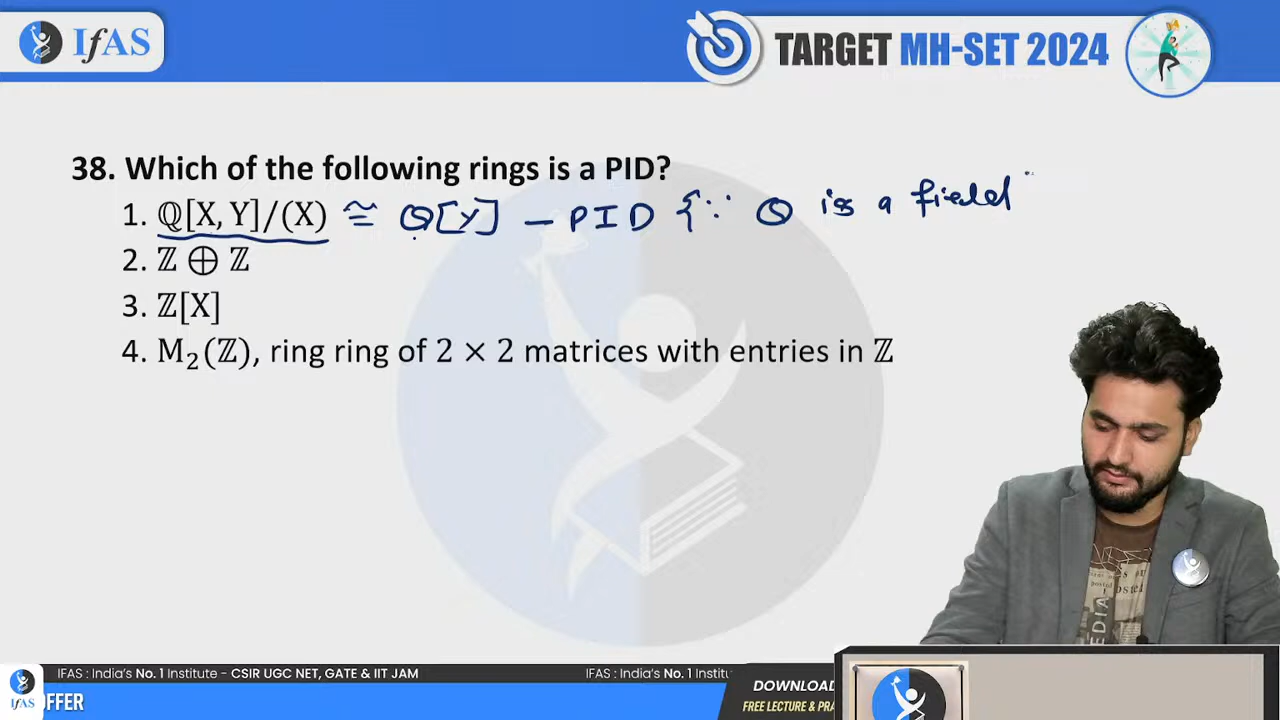 IfAS
TARGET MH-SET 2024
38. Which of the following rings is a PID?
1. ℚ[X, Y]/(X) ≅ ℚ[Y] – PID {∵ ℚ is a field
2. ℤ ⊕ ℤ
3. ℤ[X]
4. M₂(ℤ), ring ring of 2 × 2 matrices with entries in ℤ
IFAS : India's No. 1 Institute - CSIR UGC NET, GATE & IIT JAM
IFAS : India's No. 1 Institu
DOWNLOAD
FREE LECTURE & PRA
IfAS
OFFER